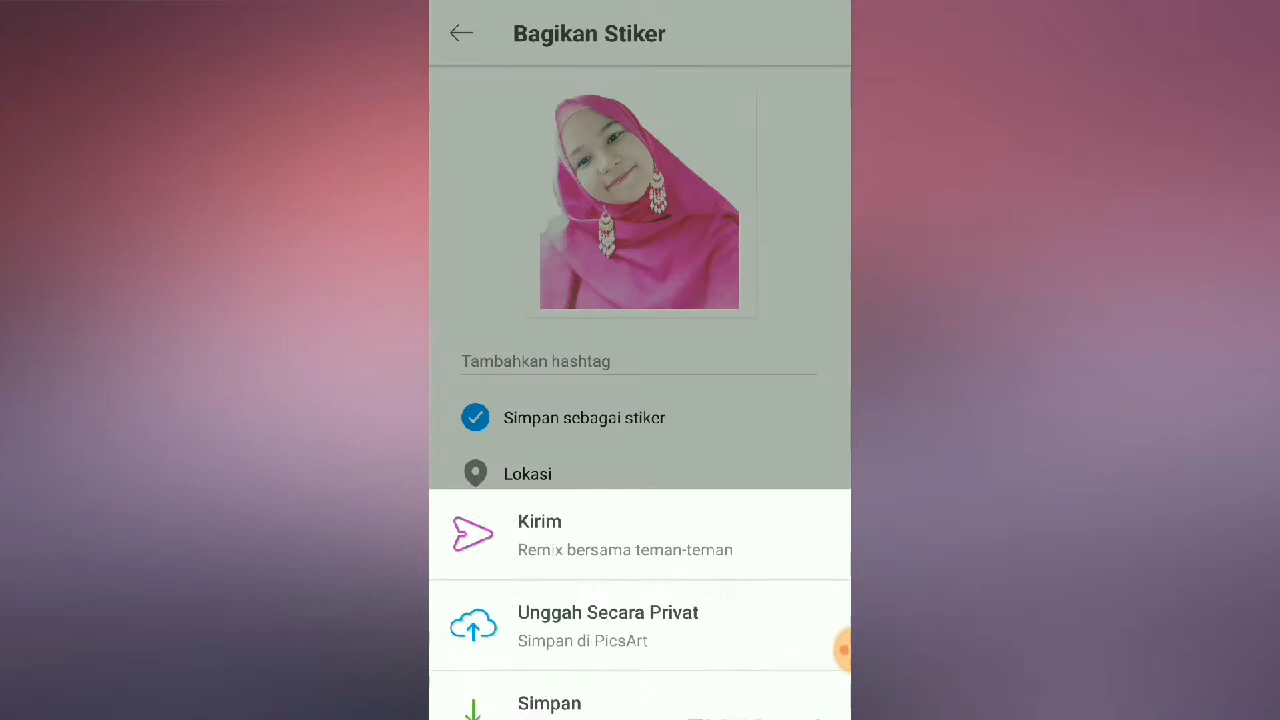 Bagikan Stiker
Tambahkan hashtag
Simpan sebagai stiker
Lokasi
Kirim
Remix bersama teman-teman
Unggah Secara Privat
Simpan di PicsArt
Simpan